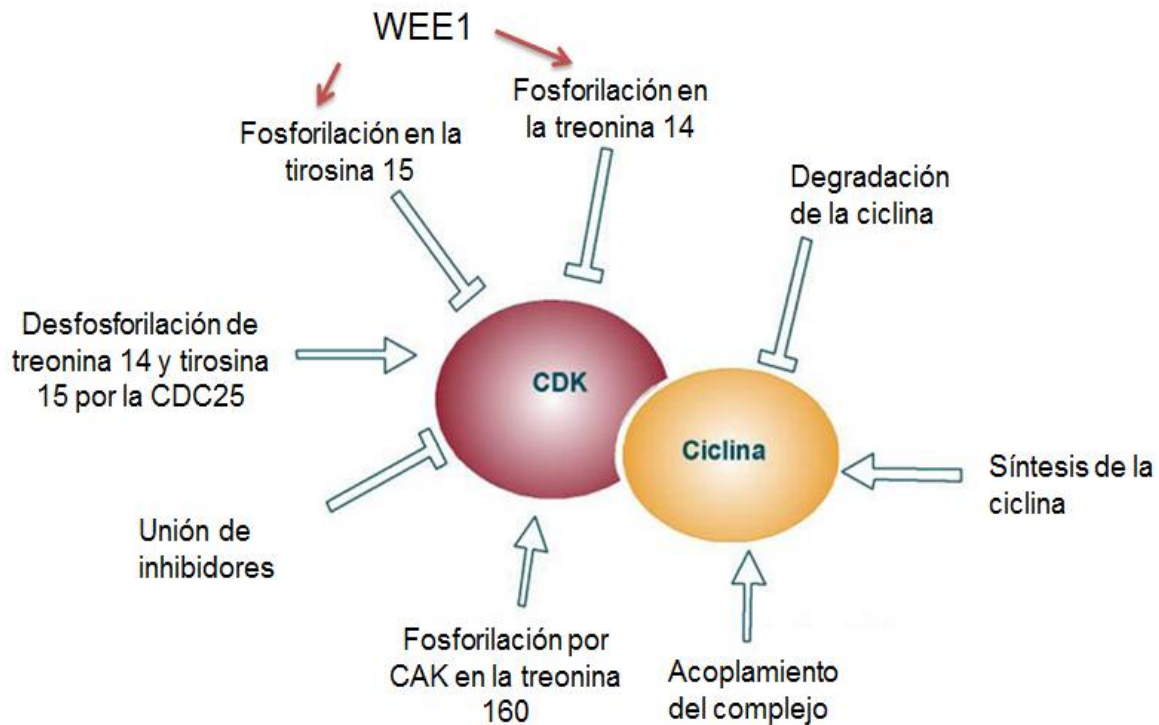 WEE1
Fosforilación en la
tirosina 15
Fosforilación en
la treonina 14
Degradación
de la ciclina
Desfosforilación de
treonina 14 y tirosina
15 por la CDC25
CDK
Ciclina
Síntesis de la
ciclina
Unión de
inhibidores
Fosforilación por
CAK en la treonina
160
Acoplamiento
del complejo